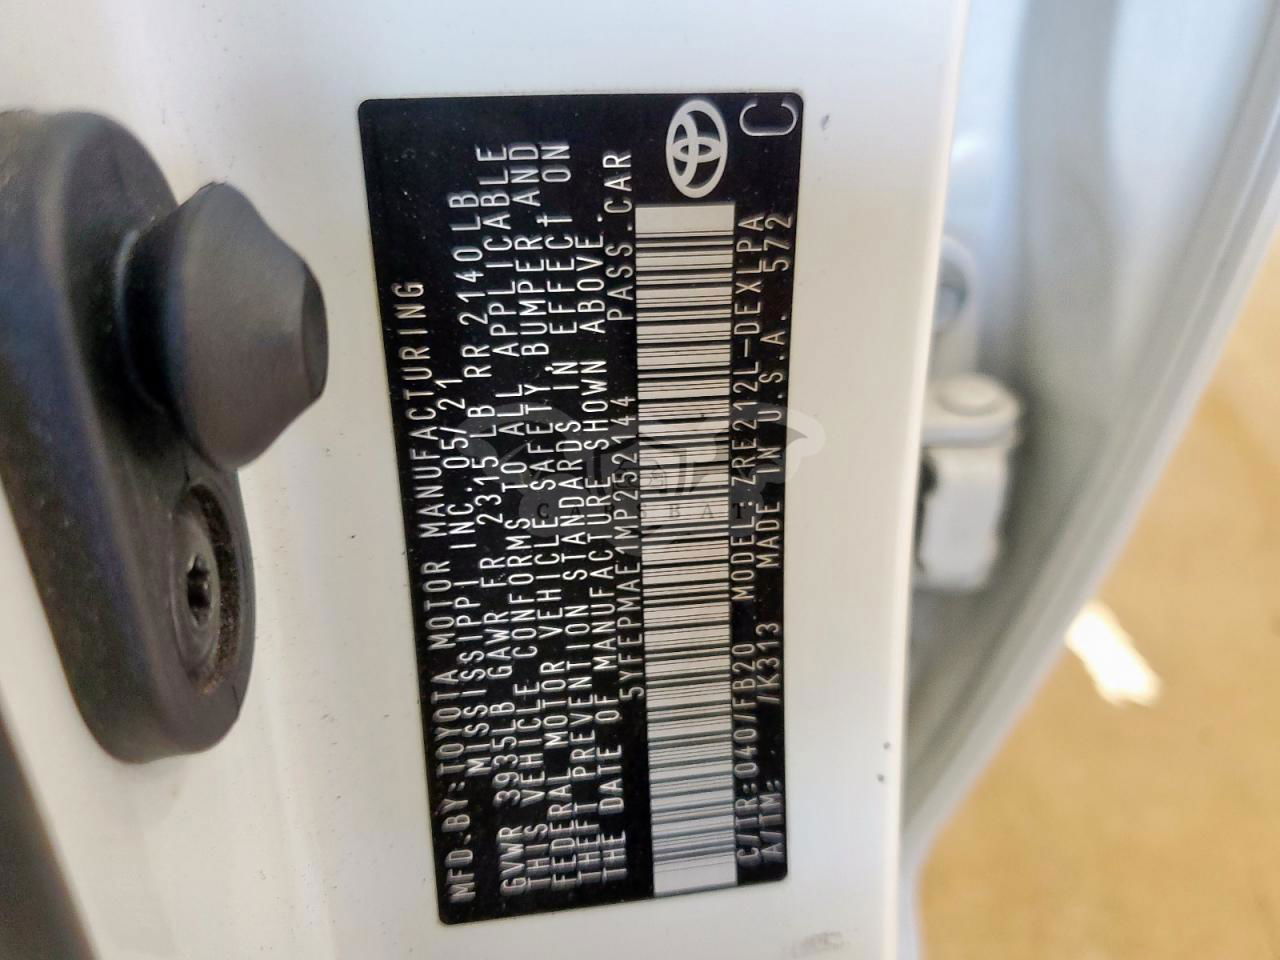 MFD.BY:TOYOTA MOTOR MANUFACTURING
MISSISSIPPI INC. 05/21
GVWR 3935LB GAWR FR 2315LB RR 2140LB
THIS VEHICLE CONFORMS TO ALL APPLICABLE
FEDERAL MOTOR VEHICLE SAFETY, BUMPER, AND
THEFT PREVENTION STANDARDS IN EFFECT ON
THE DATE OF MANUFACTURE SHOWN ABOVE.
5YFEPMAE1MP252144 PASS.CAR
C/TR:040/FB20 MODEL:ZRE212L-DEXLPA
A/TM: /K313 MADE IN U.S.A. 572
C
CARSBAT